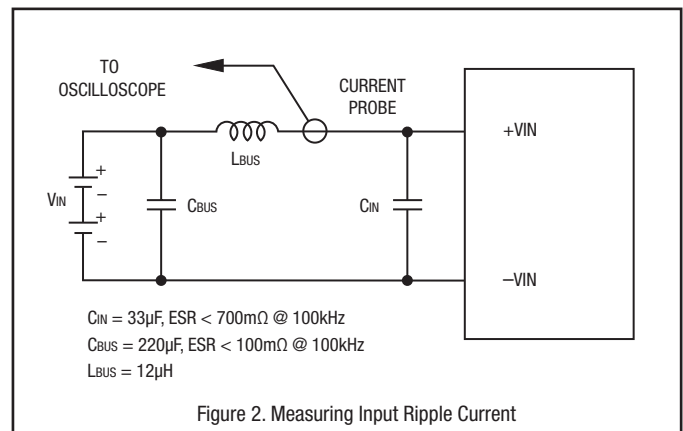 TO
OSCILLOSCOPE
CURRENT
PROBE
+VIN
LBUS
+
VIN
–
+
–
CBUS
CIN
–VIN
CIN = 33µF, ESR < 700mΩ @ 100kHz
CBUS = 220µF, ESR < 100mΩ @ 100kHz
LBUS = 12µH
Figure 2. Measuring Input Ripple Current